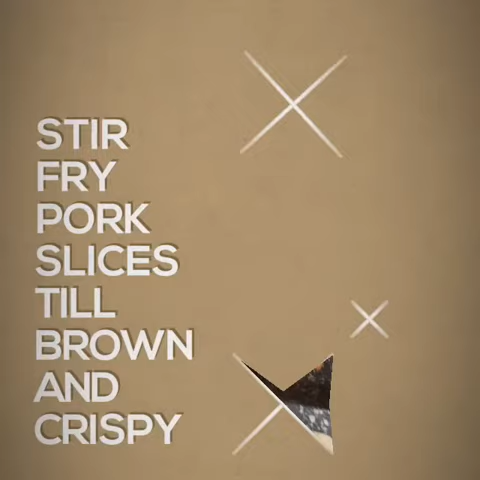 STIR
FRY
PORK
SLICES
TILL
BROWN
AND
CRISPY